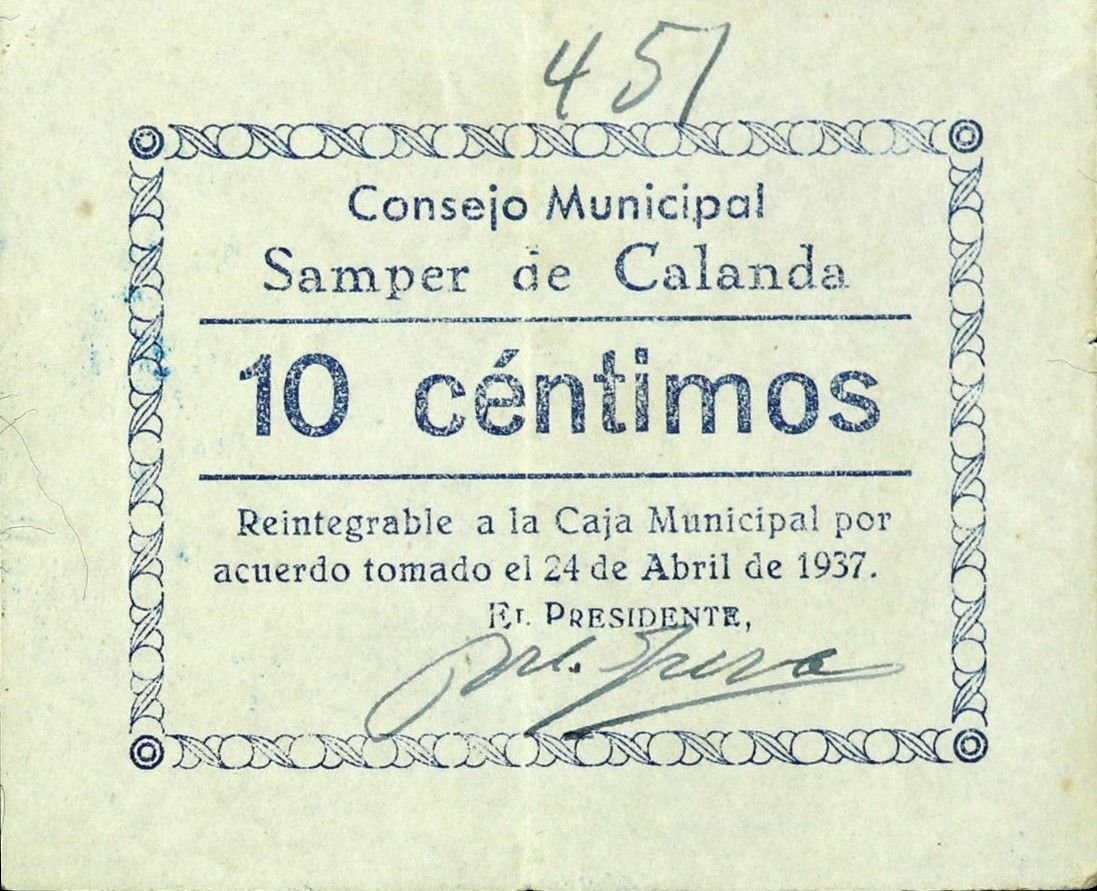 451
Consejo Municipal
Samper de Calanda
10 céntimos
Reintegrable a la Caja Municipal por
acuerdo tomado el 24 de Abril de 1937.
EL PRESIDENTE,